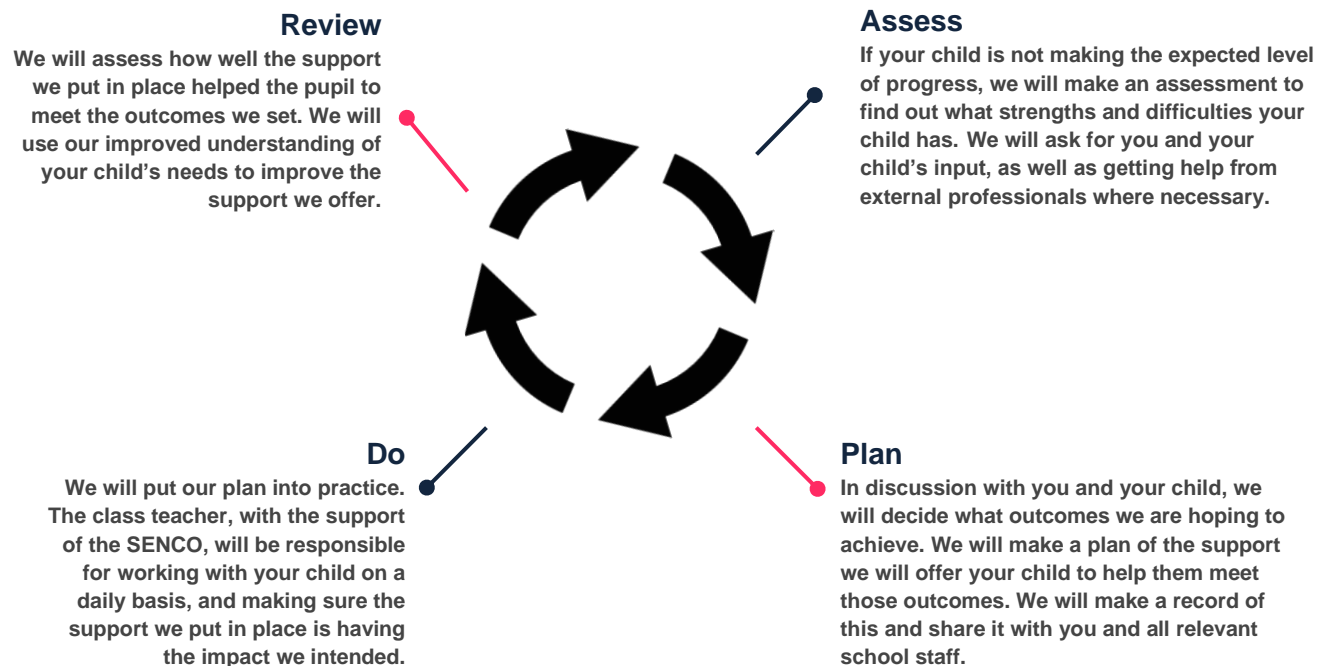 Review
We will assess how well the support
we put in place helped the pupil to
meet the outcomes we set. We will
use our improved understanding of
your child’s needs to improve the
support we offer.
Assess
If your child is not making the expected level
of progress, we will make an assessment to
find out what strengths and difficulties your
child has. We will ask for you and your
child’s input, as well as getting help from
external professionals where necessary.
Do
We will put our plan into practice.
The class teacher, with the support
of the SENCO, will be responsible
for working with your child on a
daily basis, and making sure the
support we put in place is having
the impact we intended.
Plan
In discussion with you and your child, we
will decide what outcomes we are hoping to
achieve. We will make a plan of the support
we will offer your child to help them meet
those outcomes. We will make a record of
this and share it with you and all relevant
school staff.